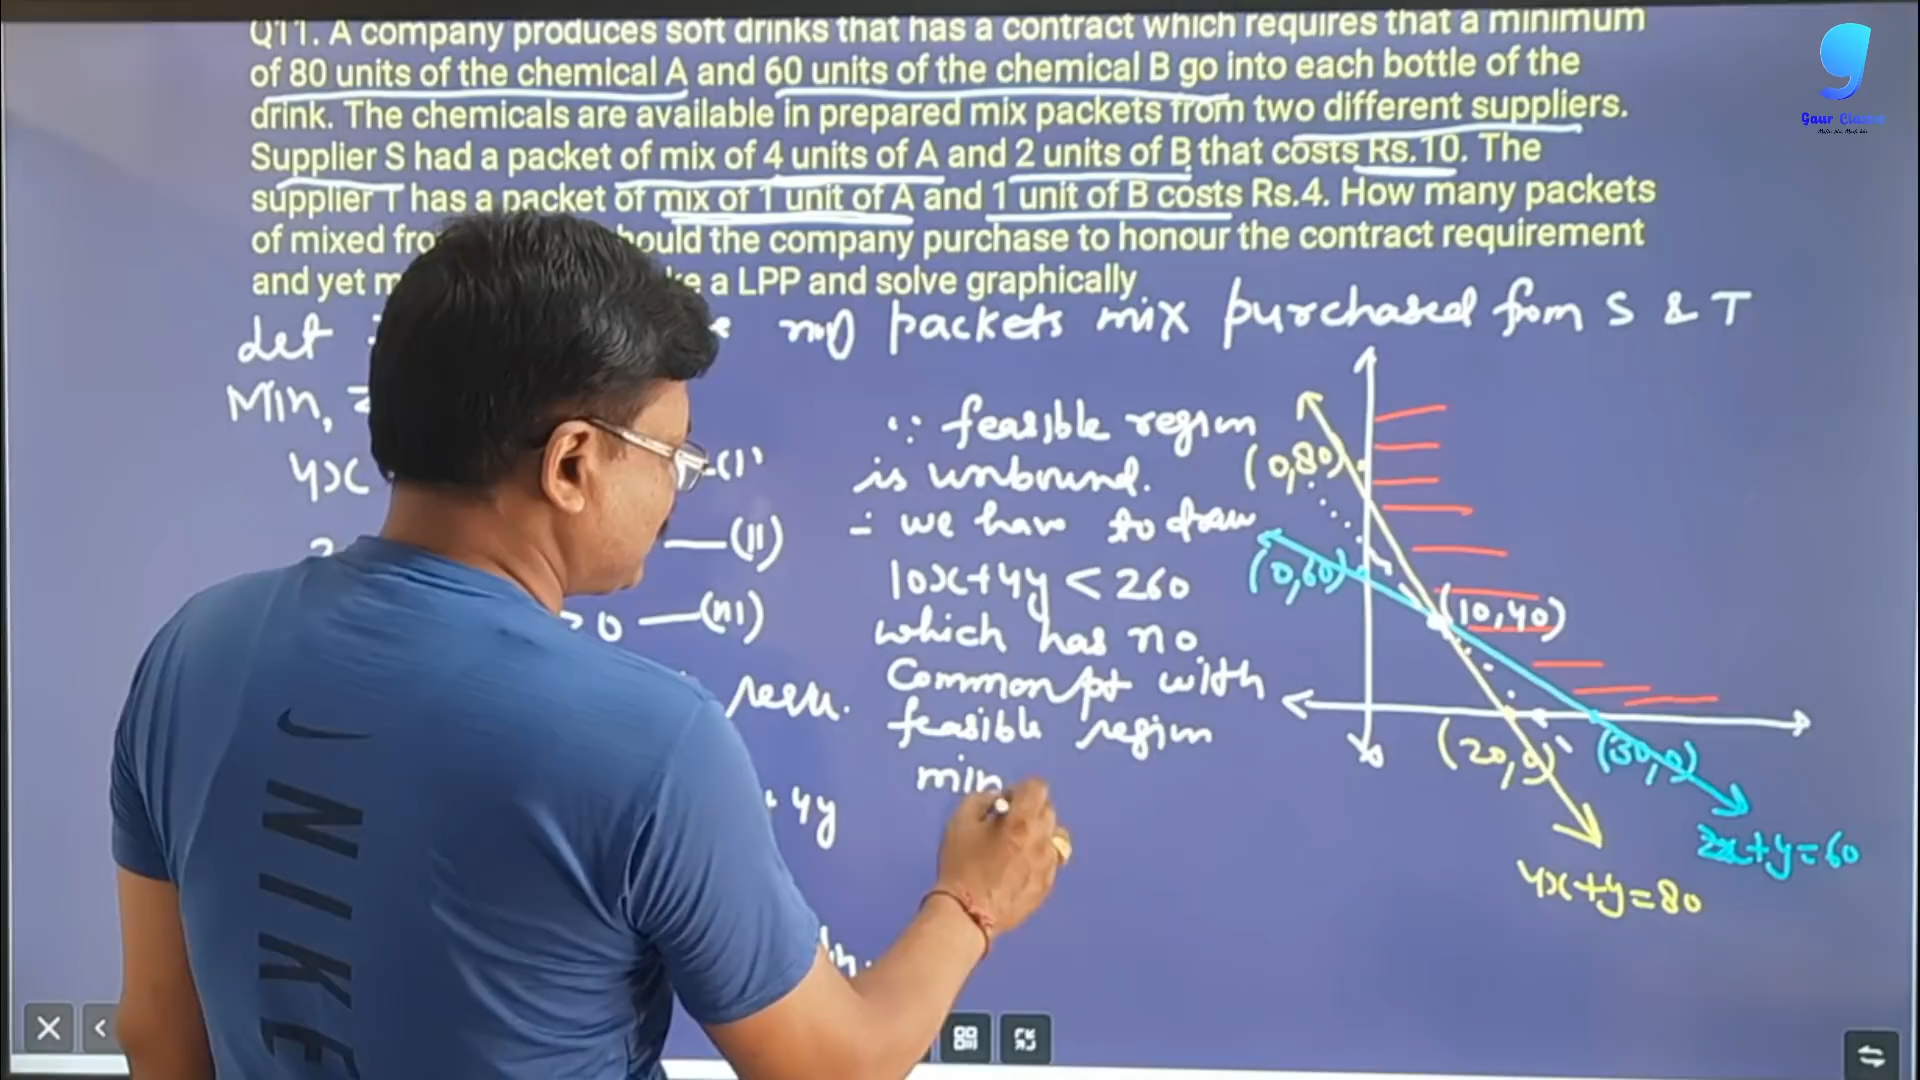 Q11. A company produces soft drinks that has a contract which requires that a minimum
of 80 units of the chemical A and 60 units of the chemical B go into each bottle of the
drink. The chemicals are available in prepared mix packets from two different suppliers.
Supplier S had a packet of mix of 4 units of A and 2 units of B that costs Rs.10. The
supplier T has a packet of mix of 1 unit of A and 1 unit of B costs Rs.4. How many packets
of mixed fro hould the company purchase to honour the contract requirement
and yet m e a LPP and solve graphically
Let packets mix purchased from S & T
Min,
4x (I)
— (II)
0 — (III)
+ 4y
∵ feasible region
is unbound.
∴ we have to draw
10x+4y < 260
which has no
Common pt with
feasible region
min
(0,80)
(0,60)
(10,40)
(20,0)
(30,0)
2x+y=60
4x+y=80
Gaur Classes